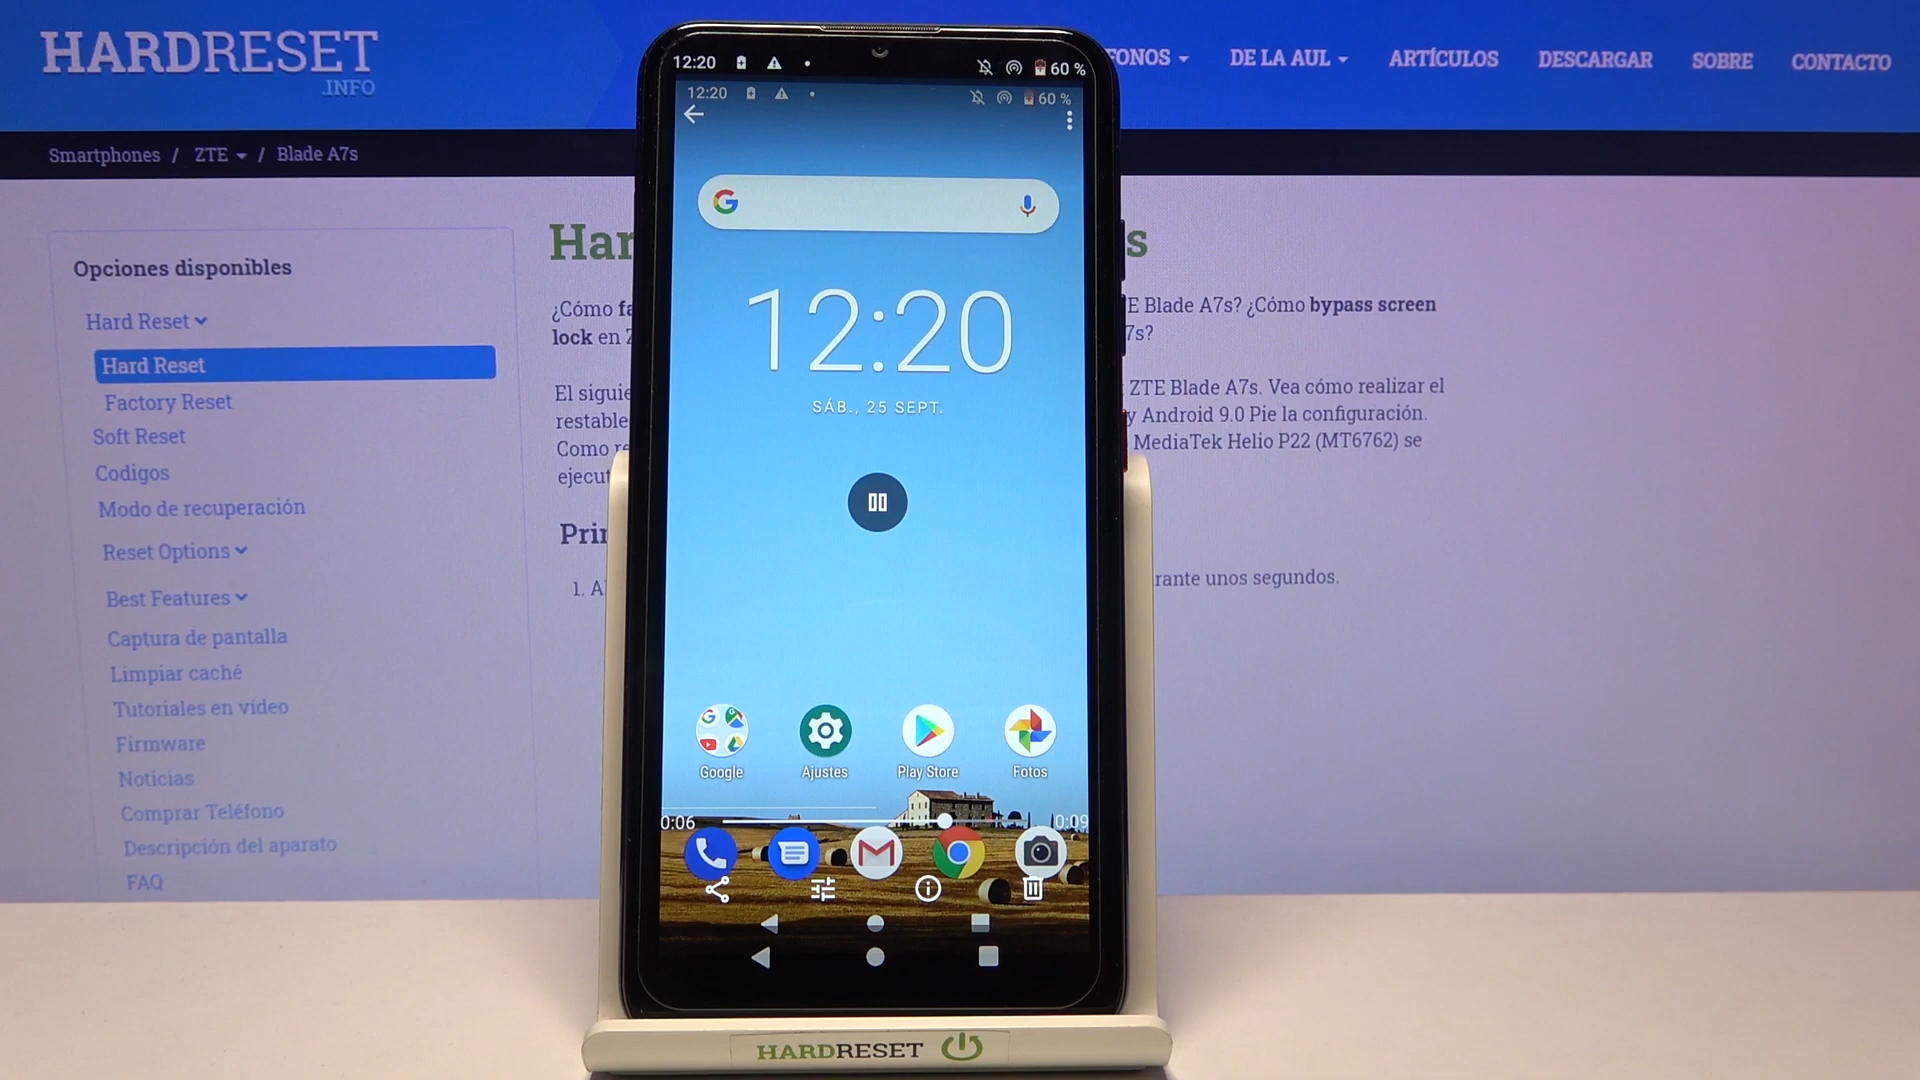 HARDRESET
.INFO
FONOS
DE LA AUL
ARTÍCULOS
DESCARGAR
SOBRE
CONTACTO
Smartphones / ZTE / Blade A7s
Opciones disponibles
Hard Reset
Hard Reset
Factory Reset
Soft Reset
Codigos
Modo de recuperación
Reset Options
Best Features
Captura de pantalla
Limpiar caché
Tutoriales en vídeo
Firmware
Noticias
Comprar Teléfono
Descripción del aparato
FAQ
Har s
¿Cómo fa E Blade A7s? ¿Cómo bypass screen
lock en Z 7s?
El siguie ZTE Blade A7s. Vea cómo realizar el
restable y Android 9.0 Pie la configuración.
Como re MediaTek Helio P22 (MT6762) se
ejecut
Prin
1. A rante unos segundos.
12:20 60 %
12:20 60 %
G
12:20
SÁB., 25 SEPT.
Google
Ajustes
Play Store
Fotos
0:06
0:09
HARDRESET